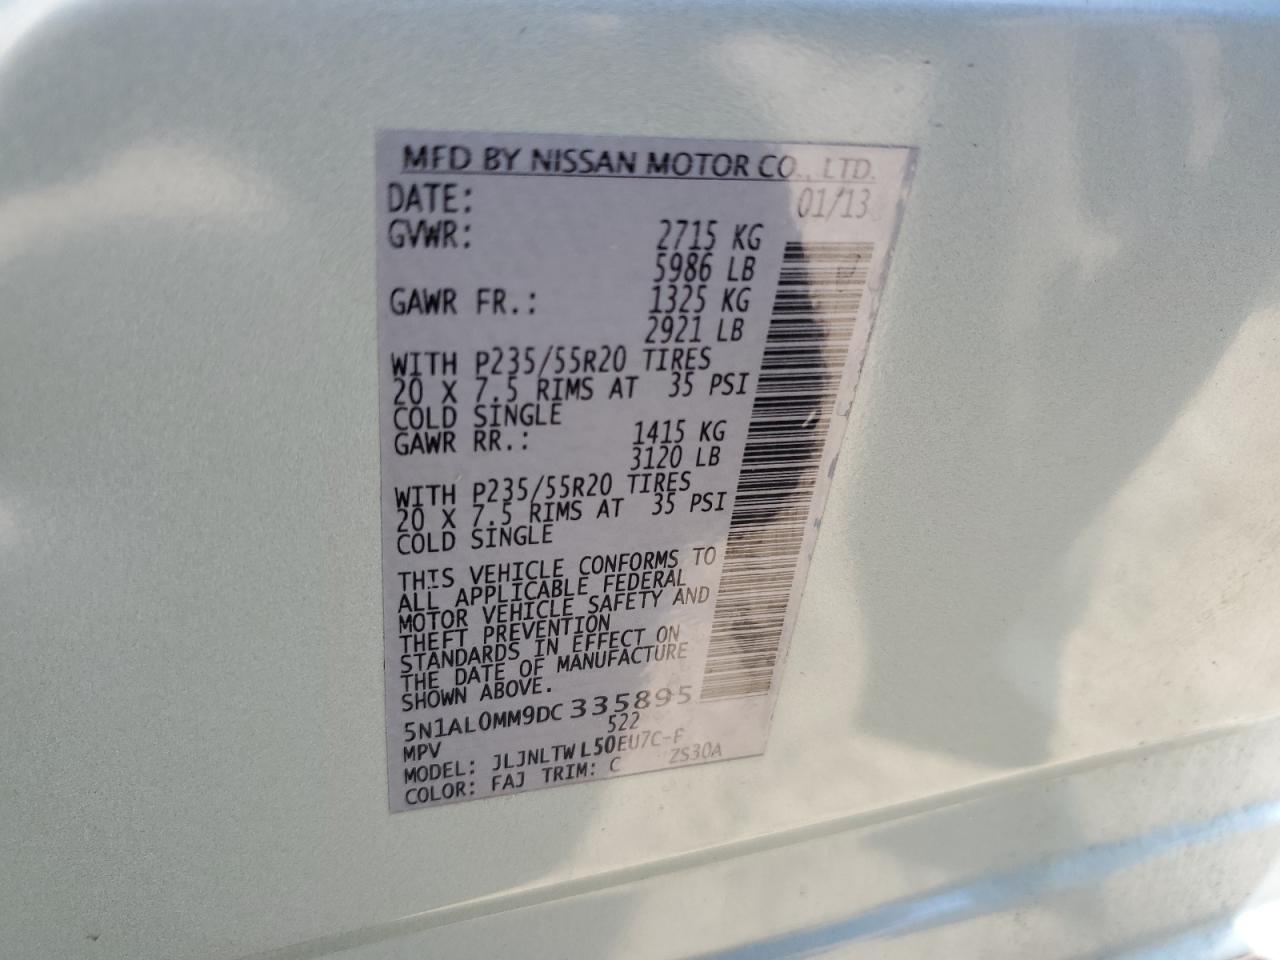 MFD BY NISSAN MOTOR CO., LTD.
DATE: 01/13
GVWR: 2715 KG
5986 LB
GAWR FR.: 1325 KG
2921 LB
WITH P235/55R20 TIRES
20 X 7.5 RIMS AT 35 PSI
COLD SINGLE
GAWR RR.: 1415 KG
3120 LB
WITH P235/55R20 TIRES
20 X 7.5 RIMS AT 35 PSI
COLD SINGLE
THIS VEHICLE CONFORMS TO
ALL APPLICABLE FEDERAL
MOTOR VEHICLE SAFETY AND
THEFT PREVENTION
STANDARDS IN EFFECT ON
THE DATE OF MANUFACTURE
SHOWN ABOVE.
5N1AL0MM9DC 335895
MPV 522
MODEL: JLJNLTWL50EU7C-F
COLOR: FAJ TRIM: C ZS30A